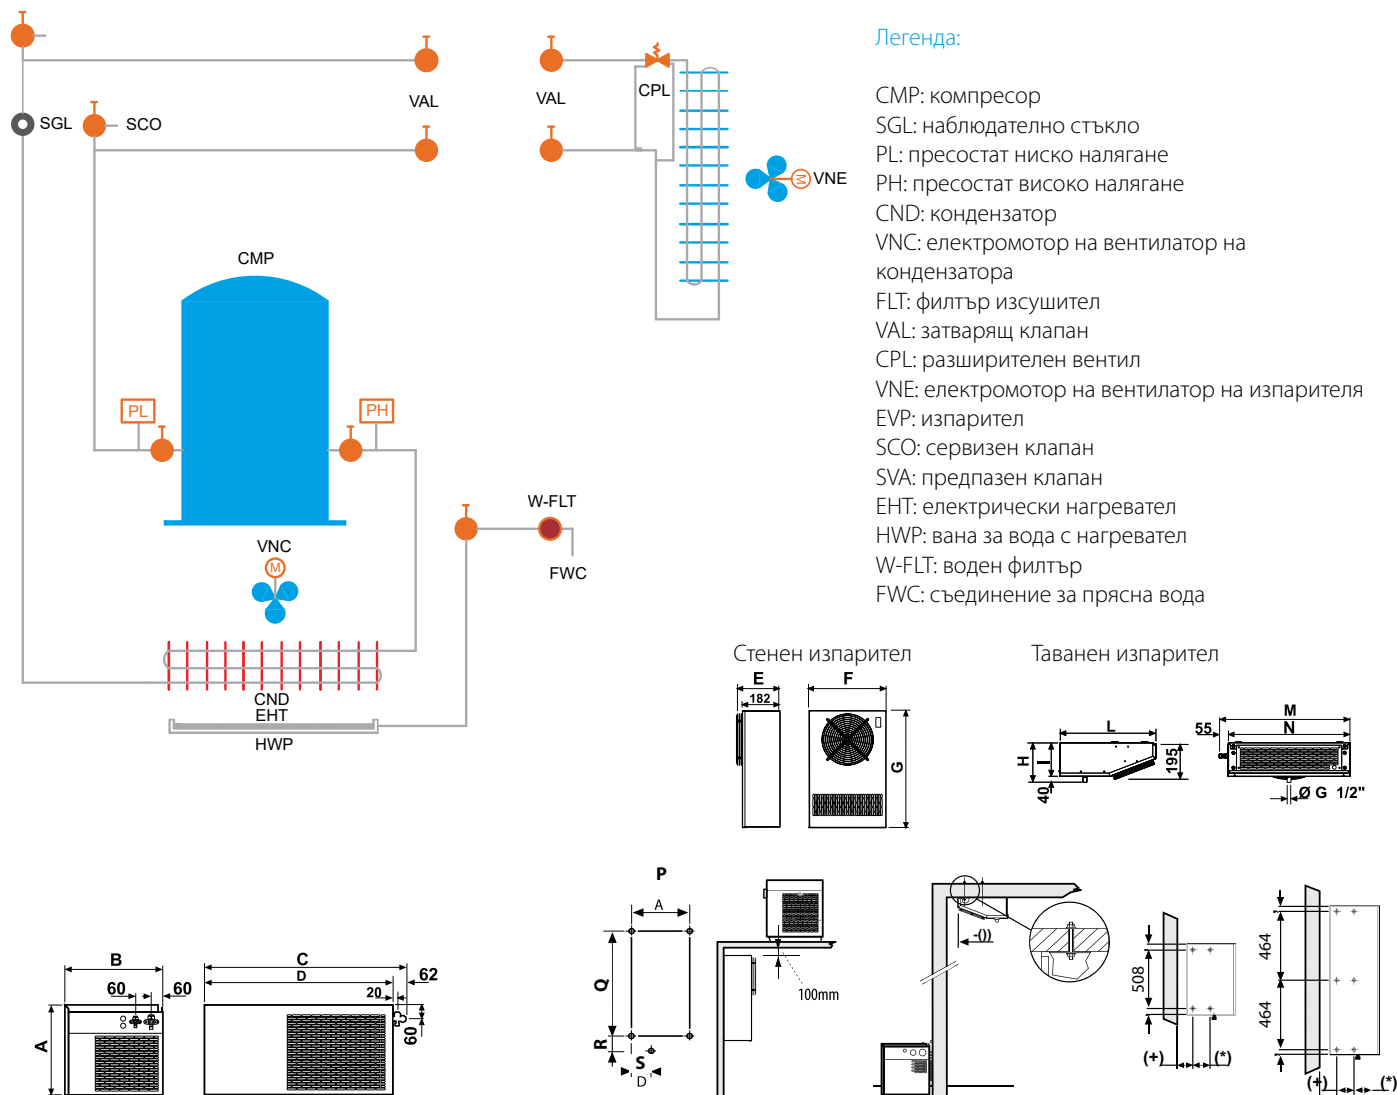 Легенда:
CMP: компресор
SGL: наблюдателно стъкло
PL: пресостат ниско налягане
PH: пресостат високо налягане
CND: кондензатор
VNC: електромотор на вентилатор на
кондензатора
FLT: филтър изсушител
VAL: затварящ клапан
CPL: разширителен вентил
VNE: електромотор на вентилатор на изпарителя
EVP: изпарител
SCO: сервизен клапан
SVA: предпазен клапан
EHT: електрически нагревател
HWP: вана за вода с нагревател
W-FLT: воден филтър
FWC: съединение за прясна вода
SGL
SCO
VAL
VAL
CPL
M
VNE
CMP
PL
PH
W-FLT
FWC
VNC
M
CND
EHT
HWP
Стенен изпарител
E
182
F
G
Таванен изпарител
L
H
I
40
195
M
N
55
Ø G 1/2"
B
60
60
A
C
D
62
20
60
P
A
Q
R
S
D
100mm
-())
508
(+)
(*)
464
464
(+)
(*)